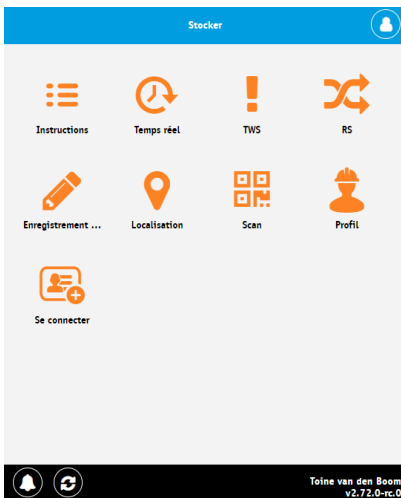 Stocker
Instructions
Temps réel
TWS
RS
Enregistrement ...
Localisation
Scan
Profil
Se connecter
Toine van den Boom
v2.72.0-rc.0